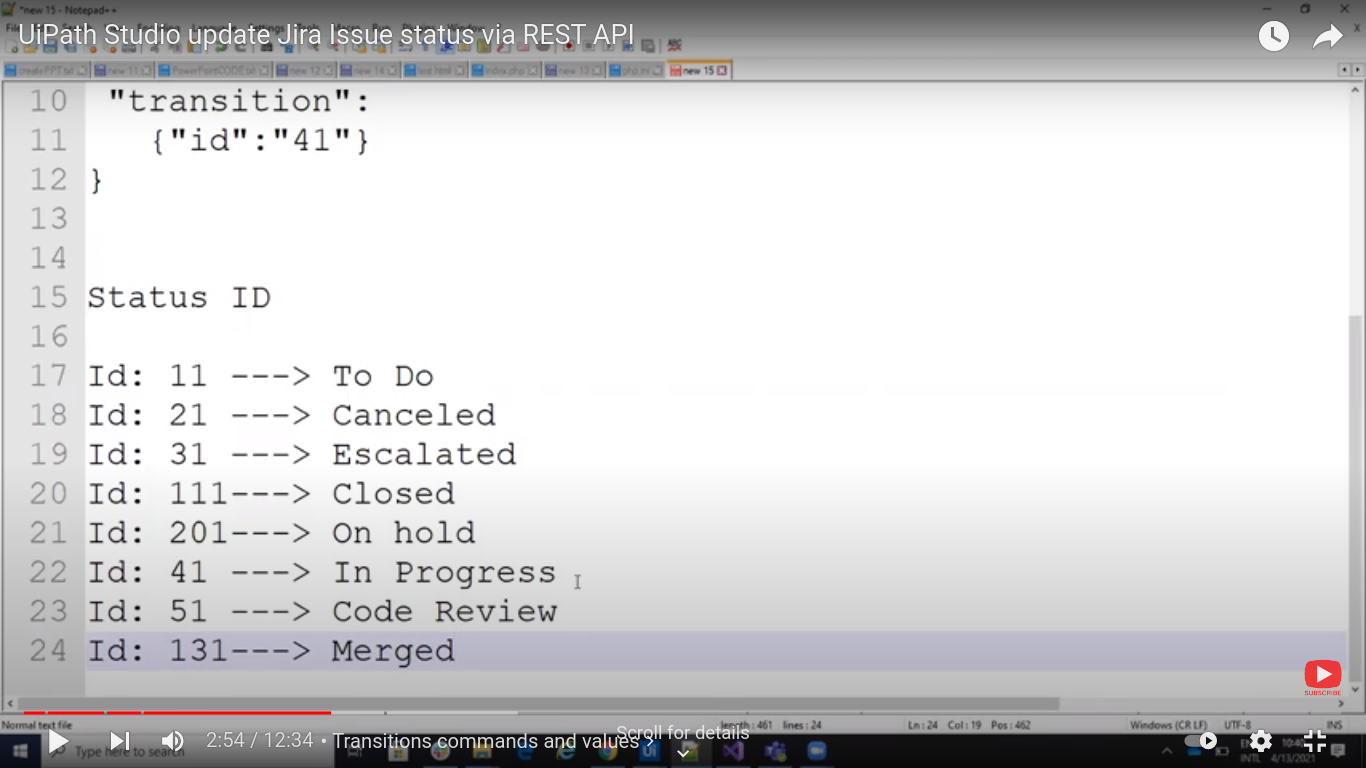 *new 15 - Notepad++
UiPath Studio update Jira Issue status via REST API
createPPT.txt new 11 PowerPointCODE.txt new 12 new 14 test.html index.php new 13 php.ini new 15
10 "transition":
11 {"id":"41"}
12 }
13
14
15 Status ID
16
17 Id: 11 ---> To Do
18 Id: 21 ---> Canceled
19 Id: 31 ---> Escalated
20 Id: 111---> Closed
21 Id: 201---> On hold
22 Id: 41 ---> In Progress
23 Id: 51 ---> Code Review
24 Id: 131---> Merged
SUBSCRIBE
Normal text file length : 461 lines : 24 Ln : 24 Col : 19 Pos : 462 Windows (CR LF) UTF-8 INS
Scroll for details
2:54 / 12:34 • Transitions commands and values ›
Type here to search
INTL 4/13/2021